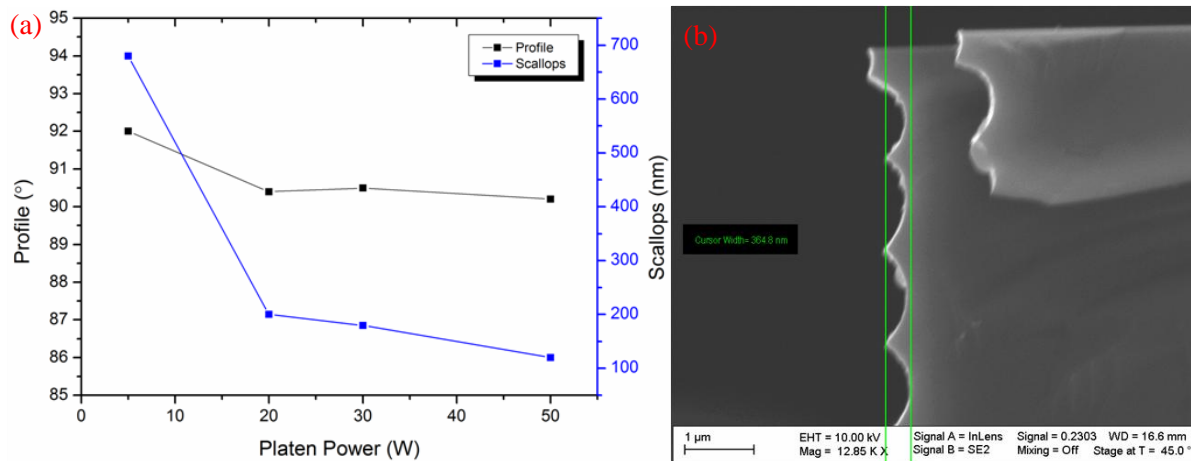 (a)
95
94
93
92
91
90
89
88
87
86
85
Profile (°)
0
10
20
30
40
50
Platen Power (W)
Profile
Scallops
700
600
500
400
300
200
100
Scallops (nm)
(b)
Cursor Width= 364.8 nm
1 µm
EHT = 10.00 kV
Mag = 12.85 K X
Signal A = InLens
Signal B = SE2
Signal = 0.2303
Mixing = Off
WD = 16.6 mm
Stage at T = 45.0 °